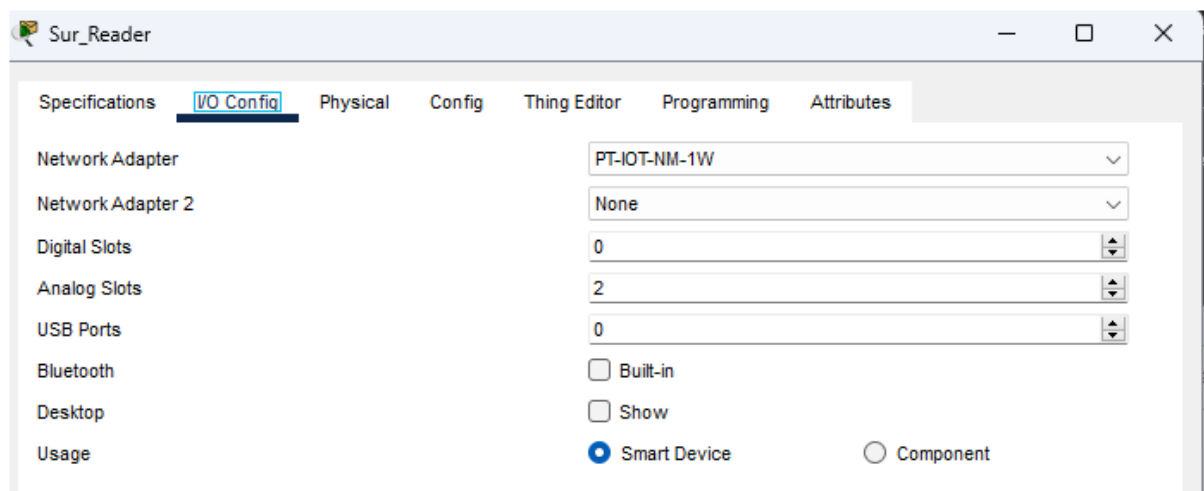 Sur_Reader
Specifications I/O Config Physical Config Thing Editor Programming Attributes
Network Adapter PT-IOT-NM-1W
Network Adapter 2 None
Digital Slots 0
Analog Slots 2
USB Ports 0
Bluetooth Built-in
Desktop Show
Usage Smart Device Component